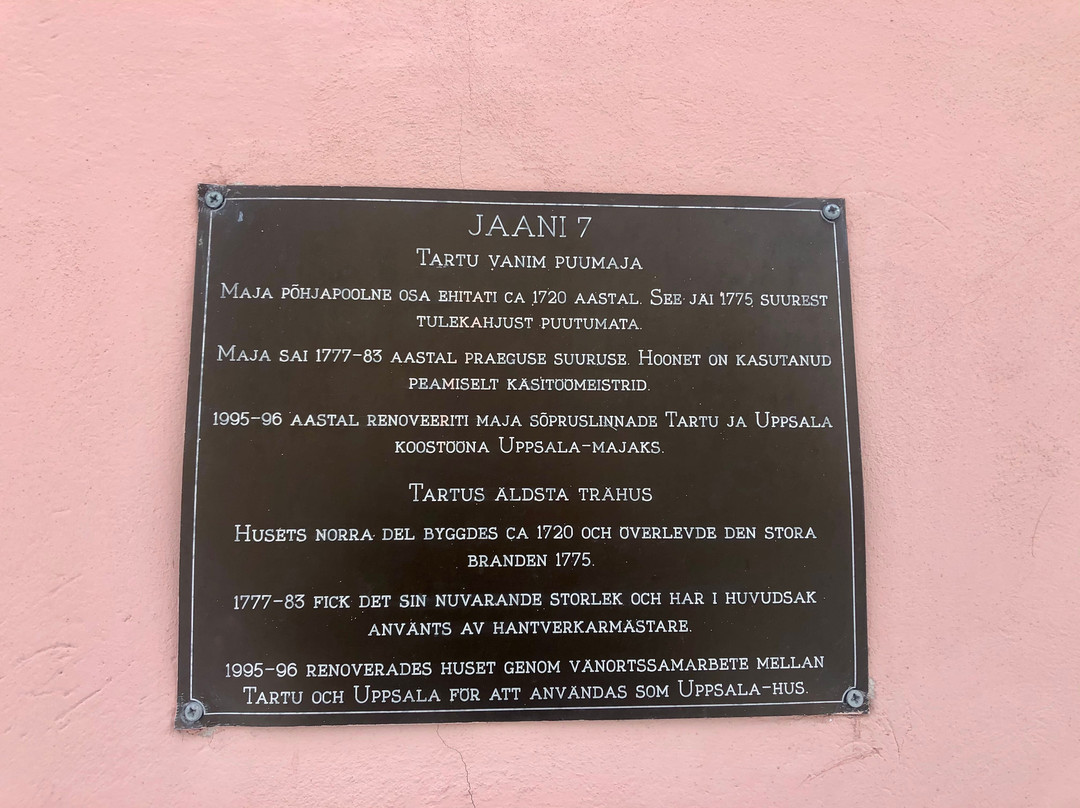 JAANI 7
TARTU VANIM PUUMAJA
MAJA PÕHJAPOOLNE OSA EHITATI CA 1720 AASTAL. SEE JÄI 1775 SUUREST
TULEKAHJUST PUUTUMATA.
MAJA SAI 1777-83 AASTAL PRAEGUSE SUURUSE. HOONET ON KASUTANUD
PEAMISELT KÄSITÖÖMEISTRID.
1995-96 AASTAL RENOVEERITI MAJA SÕPRUSLINNADE TARTU JA UPPSALA
KOOSTÖÖNA UPPSALA-MAJAKS.
TARTUS ÄLDSTA TRÄHUS
HUSETS NORRA DEL BYGGDES CA 1720 OCH ÖVERLEVDE DEN STORA
BRANDEN 1775.
1777-83 FICK DET SIN NUVARANDE STORLEK OCH HAR I HUVUDSAK
ANVÄNTS AV HANTVERKARMÄSTARE.
1995-96 RENOVERADES HUSET GENOM VÄNORTSSAMARBETE MELLAN
TARTU OCH UPPSALA FÖR ATT ANVÄNDAS SOM UPPSALA-HUS.